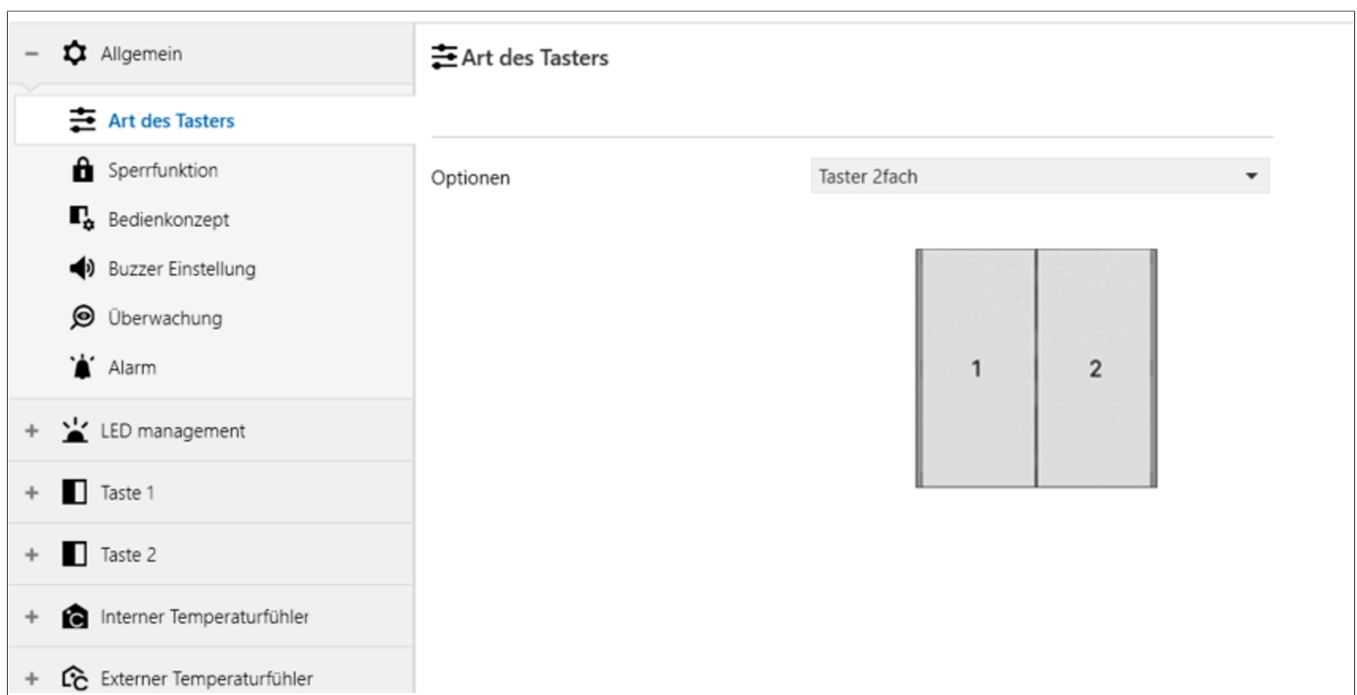 Allgemein
Art des Tasters
Sperrfunktion
Bedienkonzept
Buzzer Einstellung
Überwachung
Alarm
LED management
Taste 1
Taste 2
Interner Temperaturfühler
Externer Temperaturfühler
Art des Tasters
Optionen Taster 2fach
1 2